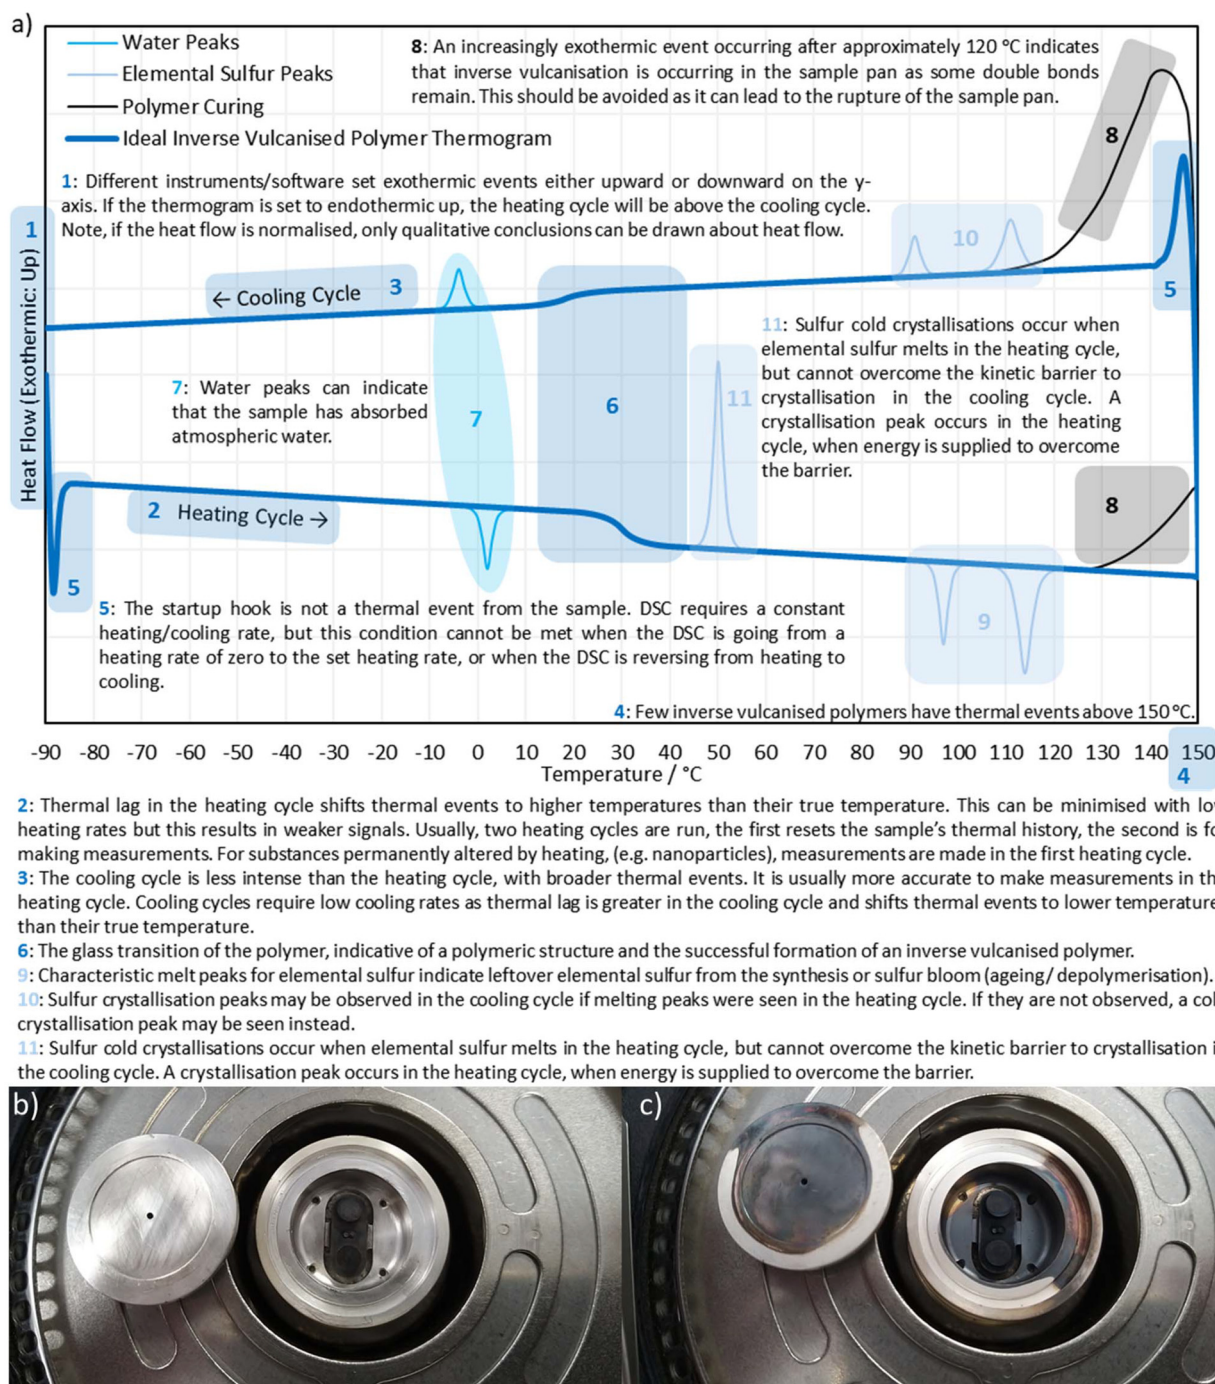 a)
Water Peaks
Elemental Sulfur Peaks
Polymer Curing
Ideal Inverse Vulcanised Polymer Thermogram
8: An increasingly exothermic event occurring after approximately 120 °C indicates
that inverse vulcanisation is occurring in the sample pan as some double bonds
remain. This should be avoided as it can lead to the rupture of the sample pan.
8
1: Different instruments/software set exothermic events either upward or downward on the y-
axis. If the thermogram is set to endothermic up, the heating cycle will be above the cooling cycle.
Note, if the heat flow is normalised, only qualitative conclusions can be drawn about heat flow.
1
Heat Flow (Exothermic: Up)
10
← Cooling Cycle 3
5
11: Sulfur cold crystallisations occur when
elemental sulfur melts in the heating cycle,
but cannot overcome the kinetic barrier to
crystallisation in the cooling cycle. A
crystallisation peak occurs in the heating
cycle, when energy is supplied to overcome
the barrier.
7: Water peaks can indicate
that the sample has absorbed
atmospheric water.
7
6
11
8
2 Heating Cycle →
5
5: The startup hook is not a thermal event from the sample. DSC requires a constant
heating/cooling rate, but this condition cannot be met when the DSC is going from a
heating rate of zero to the set heating rate, or when the DSC is reversing from heating to
cooling.
9
4: Few inverse vulcanised polymers have thermal events above 150 °C.
-90 -80 -70 -60 -50 -40 -30 -20 -10 0 10 20 30 40 50 60 70 80 90 100 110 120 130 140 150
Temperature / °C
4
2: Thermal lag in the heating cycle shifts thermal events to higher temperatures than their true temperature. This can be minimised with lo
heating rates but this results in weaker signals. Usually, two heating cycles are run, the first resets the sample's thermal history, the second is fo
making measurements. For substances permanently altered by heating, (e.g. nanoparticles), measurements are made in the first heating cycle.
3: The cooling cycle is less intense than the heating cycle, with broader thermal events. It is usually more accurate to make measurements in th
heating cycle. Cooling cycles require low cooling rates as thermal lag is greater in the cooling cycle and shifts thermal events to lower temperature
than their true temperature.
6: The glass transition of the polymer, indicative of a polymeric structure and the successful formation of an inverse vulcanised polymer.
9: Characteristic melt peaks for elemental sulfur indicate leftover elemental sulfur from the synthesis or sulfur bloom (ageing/ depolymerisation).
10: Sulfur crystallisation peaks may be observed in the cooling cycle if melting peaks were seen in the heating cycle. If they are not observed, a col
crystallisation peak may be seen instead.
11: Sulfur cold crystallisations occur when elemental sulfur melts in the heating cycle, but cannot overcome the kinetic barrier to crystallisation i
the cooling cycle. A crystallisation peak occurs in the heating cycle, when energy is supplied to overcome the barrier.
b)
c)